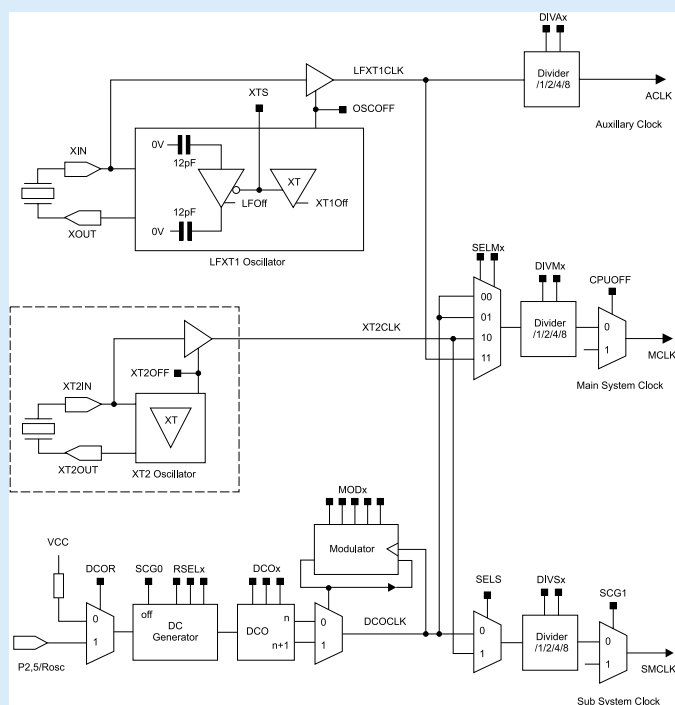 DIVAx
LFXT1CLK
Divider
/1/2/4/8
ACLK
Auxillary Clock
XTS
OSCOFF
XIN
0V
12pF
XT
LFOff
XT1Off
12pF
0V
XOUT
LFXT1 Oscillator
SELMx
DIVMx
CPUOFF
00
01
10
11
Divider
/1/2/4/8
0
1
MCLK
Main System Clock
XT2CLK
XT2OFF
XT2IN
XT
XT2OUT
XT2 Oscillator
MODx
Modulator
VCC
DCOR
SCG0
RSELx
DCOx
off
DC
Generator
DCO
n
n+1
0
1
0
1
DCOCLK
P2,5/Rosc
SELS
DIVSx
SCG1
0
1
Divider
/1/2/4/8
0
1
SMCLK
Sub System Clock